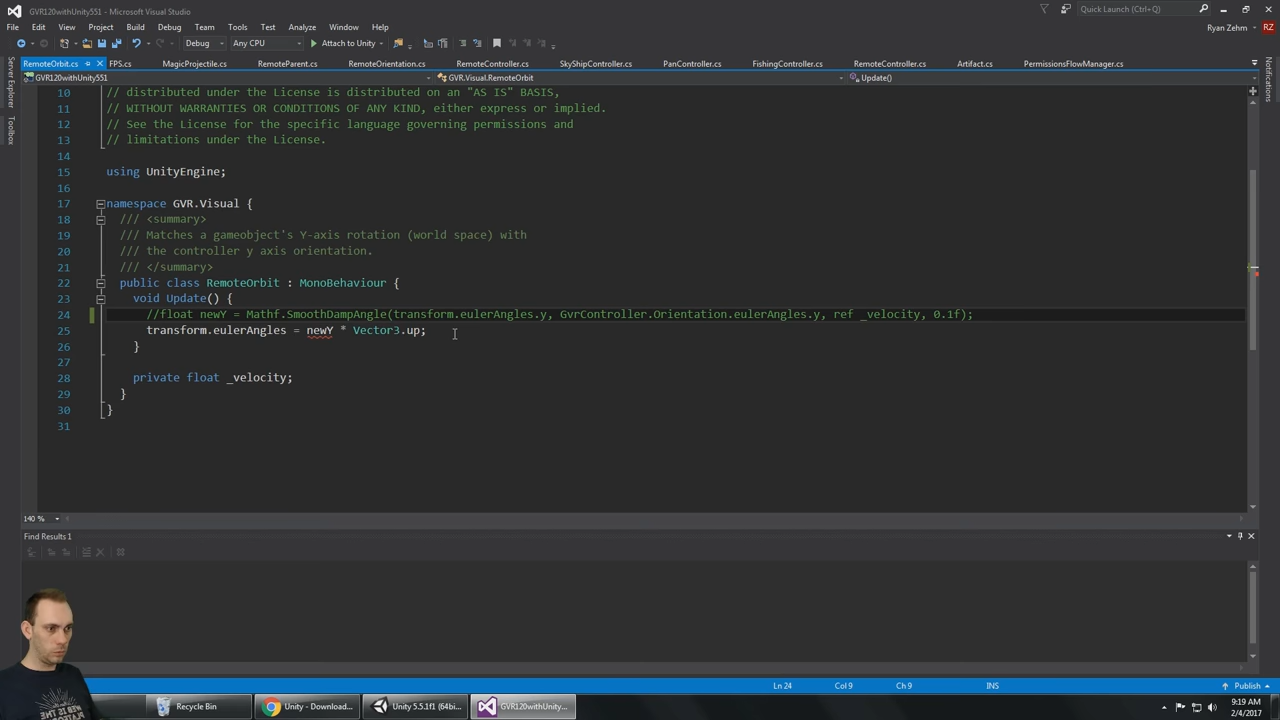 GVR120withUnity551 - Microsoft Visual Studio
Quick Launch (Ctrl+Q)
File Edit View Project Build Debug Team Tools Test Analyze Window Help
Ryan Zehm RZ
Debug Any CPU Attach to Unity
RemoteOrbit.cs FPS.cs MagicProjectile.cs RemoteParent.cs RemoteOrientation.cs RemoteController.cs SkyShipController.cs PanController.cs FishingController.cs RemoteController.cs Artifact.cs PermissionsFlowManager.cs
GVR120withUnity551 GVR.Visual.RemoteOrbit Update()
Server Explorer
Toolbox
Notifications
10 // distributed under the License is distributed on an "AS IS" BASIS,
11 // WITHOUT WARRANTIES OR CONDITIONS OF ANY KIND, either express or implied.
12 // See the License for the specific language governing permissions and
13 // limitations under the License.
14
15 using UnityEngine;
16
17 namespace GVR.Visual {
18 /// <summary>
19 /// Matches a gameobject's Y-axis rotation (world space) with
20 /// the controller y axis orientation.
21 /// </summary>
22 public class RemoteOrbit : MonoBehaviour {
23 void Update() {
24 //float newY = Mathf.SmoothDampAngle(transform.eulerAngles.y, GvrController.Orientation.eulerAngles.y, ref _velocity, 0.1f);
25 transform.eulerAngles = newY * Vector3.up;
26 }
27
28 private float _velocity;
29 }
30 }
31
140 %
Find Results 1
Ln 24 Col 9 Ch 9 INS Publish
Recycle Bin Unity - Download... Unity 5.5.1f1 (64bi... GVR120withUnity...
9:19 AM
2/4/2017